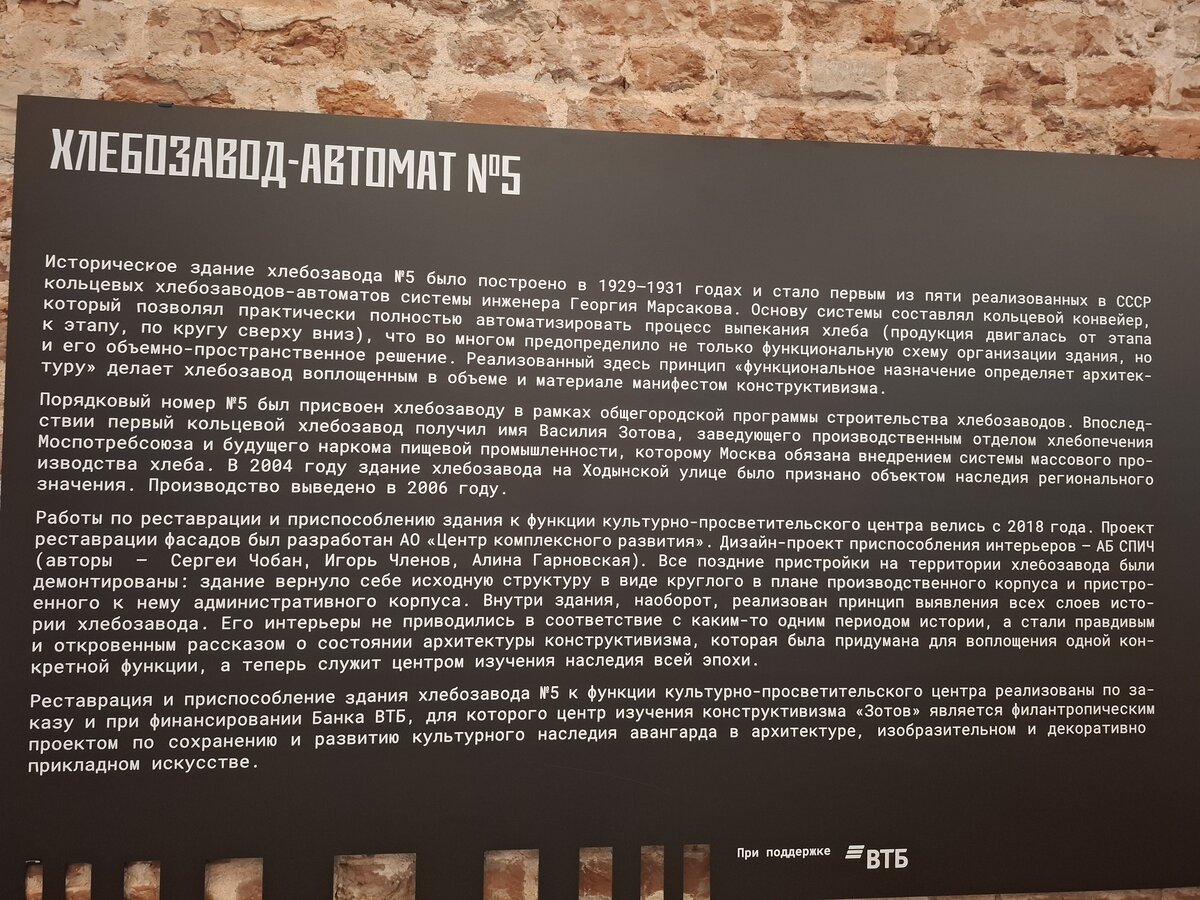 ХЛЕБОЗАВОД-АВТОМАТ №5
Историческое здание хлебозавода №5 было построено в 1929–1931 годах и стало первым из пяти реализованных в СССР
кольцевых хлебозаводов-автоматов системы инженера Георгия Марсакова. Основу системы составлял кольцевой конвейер,
который позволял практически полностью автоматизировать процесс выпекания хлеба (продукция двигалась от этапа
к этапу, по кругу сверху вниз), что во многом предопределило не только функциональную схему организации здания, но
и его объемно-пространственное решение. Реализованный здесь принцип «функциональное назначение определяет архитек-
туру» делает хлебозавод воплощенным в объеме и материале манифестом конструктивизма.
Порядковый номер №5 был присвоен хлебозаводу в рамках общегородской программы строительства хлебозаводов. Впослед-
ствии первый кольцевой хлебозавод получил имя Василия Зотова, заведующего производственным отделом хлебопечения
Моспотребсоюза и будущего наркома пищевой промышленности, которому Москва обязана внедрением системы массового про-
изводства хлеба. В 2004 году здание хлебозавода на Ходынской улице было признано объектом наследия регионального
значения. Производство выведено в 2006 году.
Работы по реставрации и приспособлению здания к функции культурно-просветительского центра велись с 2018 года. Проект
реставрации фасадов был разработан АО «Центр комплексного развития». Дизайн-проект приспособления интерьеров – АБ СПИЧ
(авторы – Сергеи Чобан, Игорь Членов, Алина Гарновская). Все поздние пристройки на территории хлебозавода были
демонтированы: здание вернуло себе исходную структуру в виде круглого в плане производственного корпуса и пристро-
енного к нему административного корпуса. Внутри здания, наоборот, реализован принцип выявления всех слоев исто-
рии хлебозавода. Его интерьеры не приводились в соответствие с каким-то одним периодом истории, а стали правдивым
и откровенным рассказом о состоянии архитектуры конструктивизма, которая была придумана для воплощения одной кон-
кретной функции, а теперь служит центром изучения наследия всей эпохи.
Реставрация и приспособление здания хлебозавода №5 к функции культурно-просветительского центра реализованы по за-
казу и при финансировании Банка ВТБ, для которого центр изучения конструктивизма «Зотов» является филантропическим
проектом по сохранению и развитию культурного наследия авангарда в архитектуре, изобразительном и декоративно
прикладном искусстве.
При поддержке ВТБ